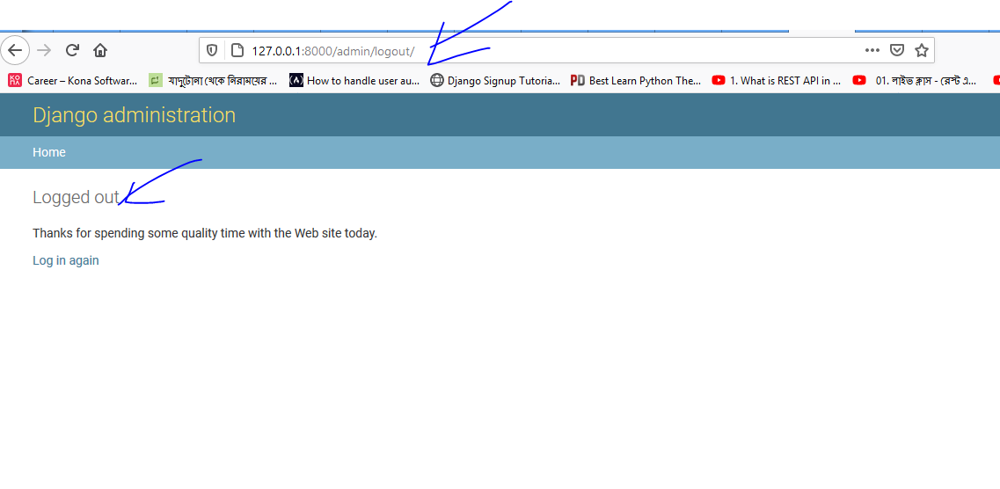 127.0.0.1:8000/admin/logout/
Career – Kona Softwar... যাদুটোনা থেকে নিরাময়ের ... How to handle user au... Django Signup Tutoria... Best Learn Python The... 1. What is REST API in ... 01. লাইভ ক্লাস - রেস্ট এ...
Django administration
Home
Logged out
Thanks for spending some quality time with the Web site today.
Log in again